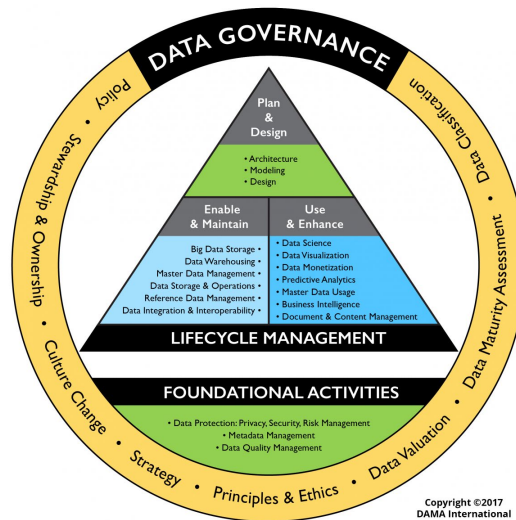 DATA GOVERNANCE
Policy • Stewardship & Ownership • Culture Change • Strategy • Principles & Ethics • Data Valuation • Data Maturity Assessment • Data Classification
Plan
&
Design
• Architecture
• Modeling
• Design
Enable
& Maintain
Big Data Storage •
Data Warehousing •
Master Data Management •
Data Storage & Operations •
Reference Data Management •
Data Integration & Interoperability •
Use
& Enhance
• Data Science
• Data Visualization
• Data Monetization
• Predictive Analytics
• Master Data Usage
• Business Intelligence
• Document & Content Management
LIFECYCLE MANAGEMENT
FOUNDATIONAL ACTIVITIES
• Data Protection: Privacy, Security, Risk Management
• Metadata Management
• Data Quality Management
Copyright ©2017
DAMA International